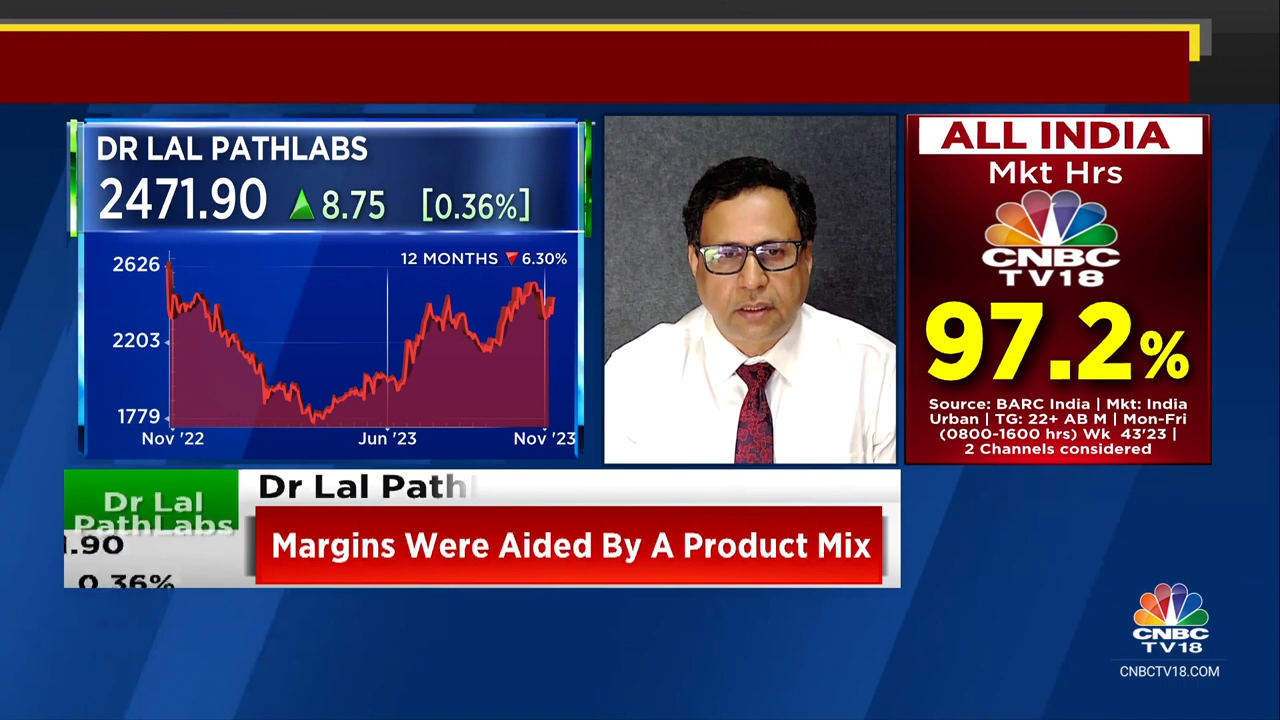 DR LAL PATHLABS
2471.90 ▲ 8.75 [0.36%]
12 MONTHS ▼ 6.30%
2626
2203
1779
Nov '22 Jun '23 Nov '23
ALL INDIA
Mkt Hrs
CNBC
TV18
97.2%
Source: BARC India | Mkt: India
Urban | TG: 22+ AB M | Mon-Fri
(0800-1600 hrs) Wk 43'23 |
2 Channels considered
Dr Lal
PathLabs
.90
0.36%
Dr Lal Path
Margins Were Aided By A Product Mix
CNBC
TV18
CNBCTV18.COM